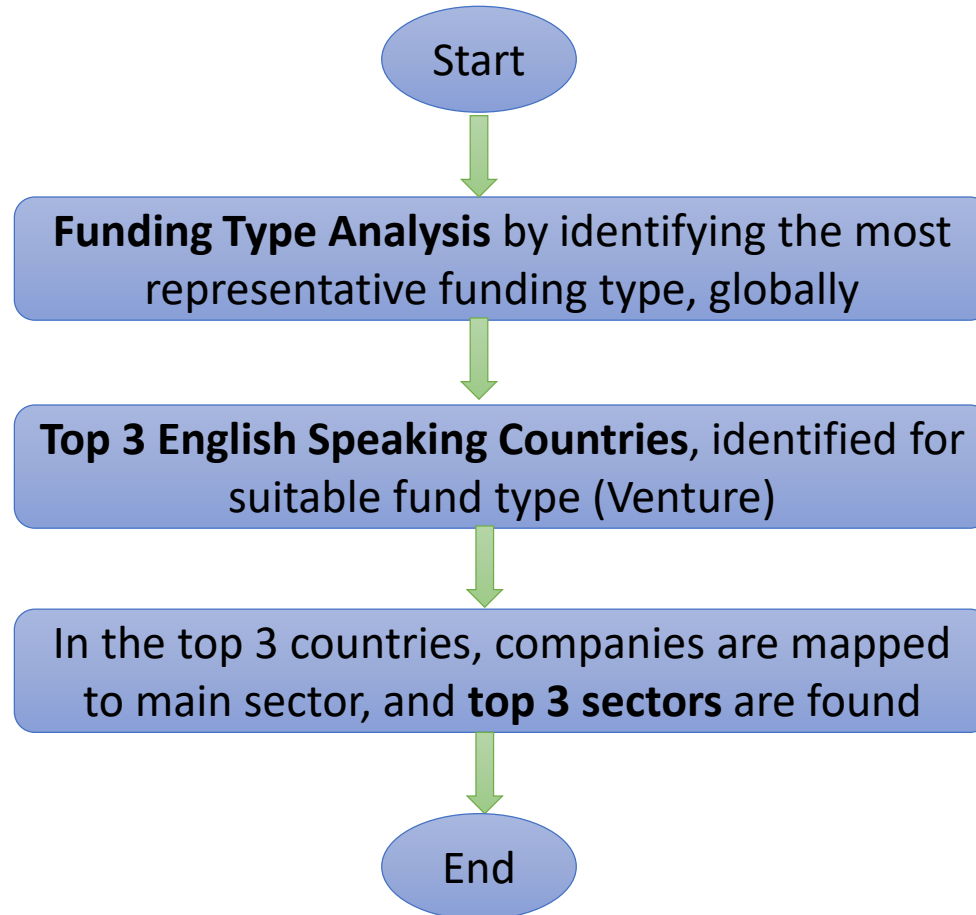 Start
Funding Type Analysis by identifying the most
representative funding type, globally
Top 3 English Speaking Countries, identified for
suitable fund type (Venture)
In the top 3 countries, companies are mapped
to main sector, and top 3 sectors are found
End